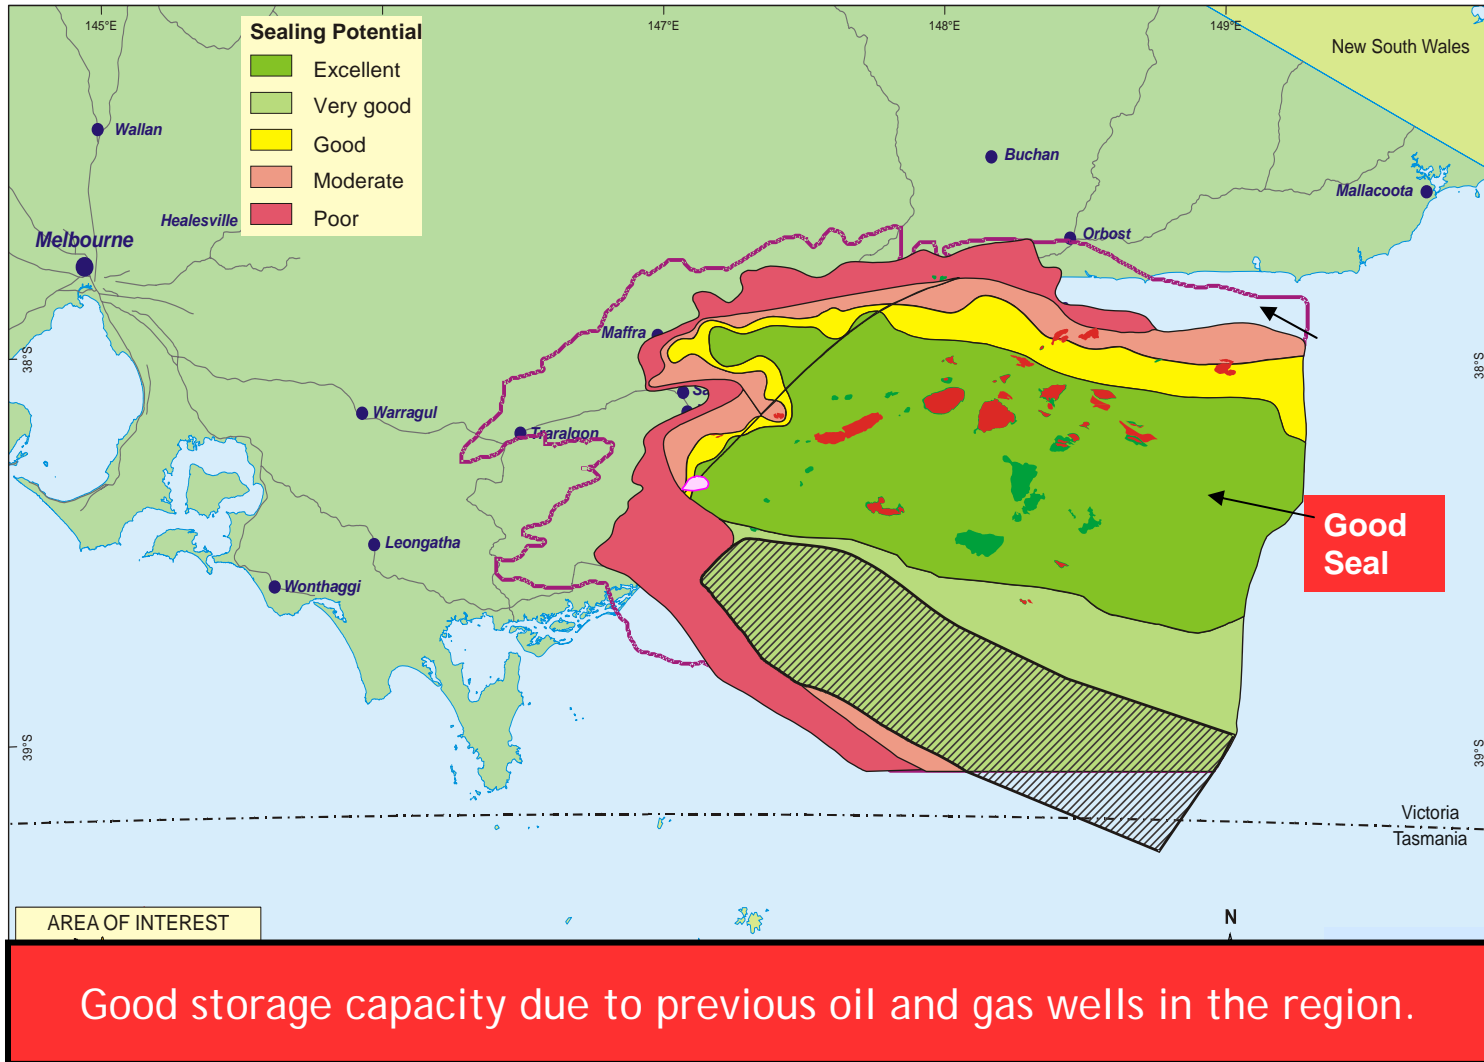 145°E
147°E
148°E
149°E
New South Wales
Sealing Potential
Excellent
Very good
Good
Moderate
Poor
Wallan
Healesville
Melbourne
Buchan
Mallacoota
Orbost
Maffra
38°S
38°S
Sa
Warragul
Traralgon
Leongatha
Wonthaggi
Good
Seal
39°S
39°S
Victoria
Tasmania
AREA OF INTEREST
N
Good storage capacity due to previous oil and gas wells in the region.